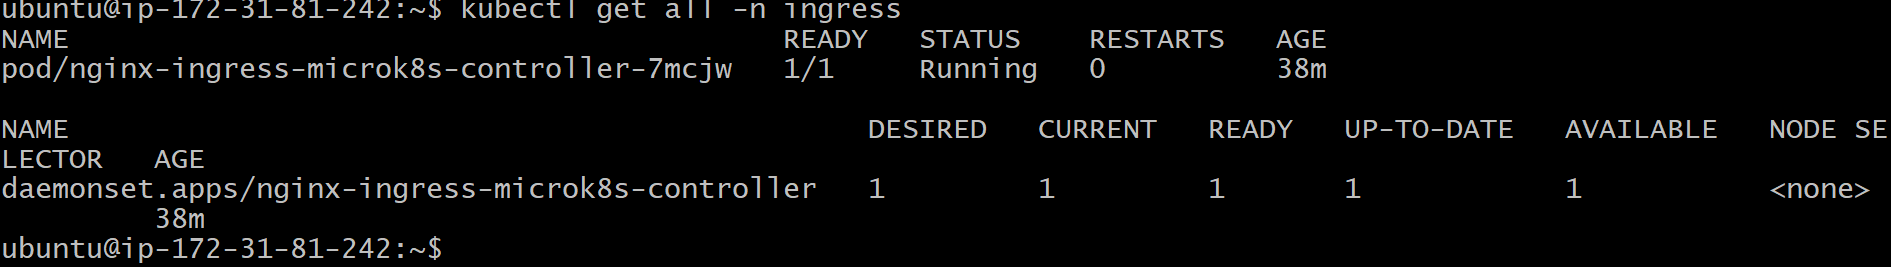 ubuntu@ip-172-31-81-242:~$ kubectl get all -n ingress
NAME                                          READY   STATUS    RESTARTS   AGE
pod/nginx-ingress-microk8s-controller-7mcjw   1/1     Running   0          38m

NAME                                               DESIRED   CURRENT   READY   UP-TO-DATE   AVAILABLE   NODE SE
LECTOR   AGE
daemonset.apps/nginx-ingress-microk8s-controller   1         1         1       1            1           <none>
         38m
ubuntu@ip-172-31-81-242:~$